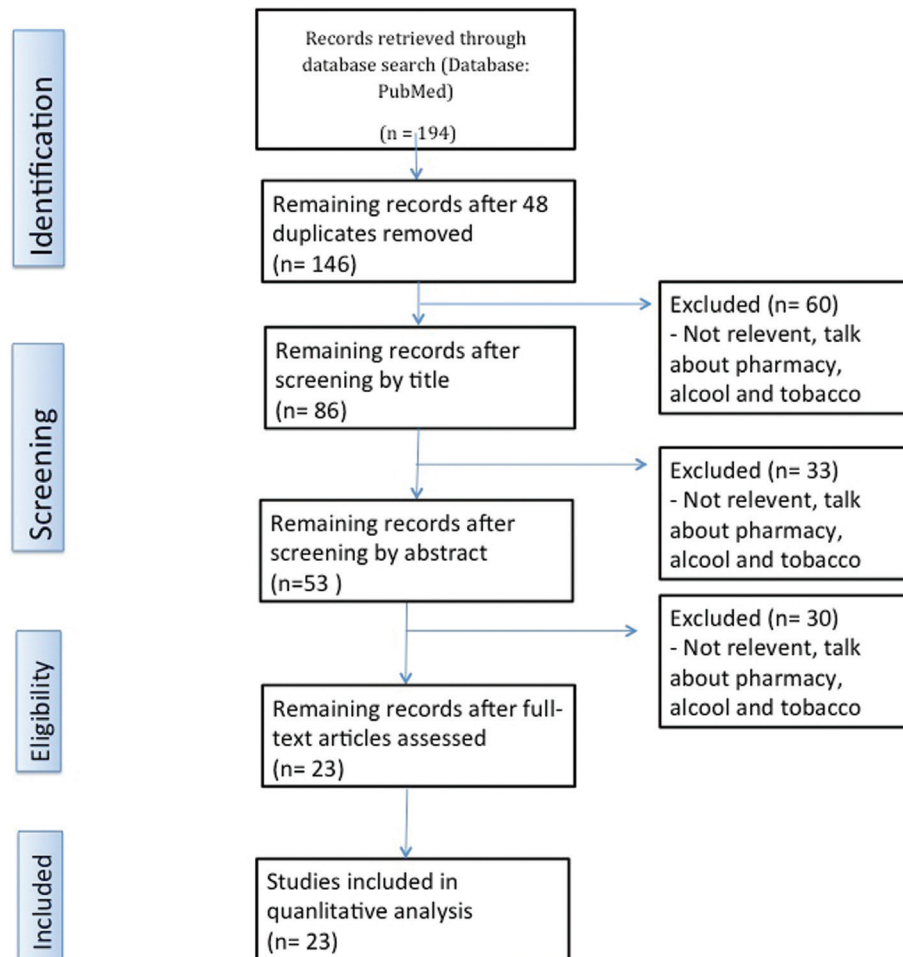 Identification
Records retrieved through
database search (Database:
PubMed)
(n = 194)
Remaining records after 48
duplicates removed
(n= 146)
Excluded (n= 60)
- Not relevent, talk
about pharmacy,
alcool and tobacco
Screening
Remaining records after
screening by title
(n= 86)
Excluded (n= 33)
- Not relevent, talk
about pharmacy,
alcool and tobacco
Remaining records after
screening by abstract
(n=53 )
Excluded (n= 30)
- Not relevent, talk
about pharmacy,
alcool and tobacco
Eligibility
Remaining records after full-
text articles assessed
(n= 23)
Included
Studies included in
quanlitative analysis
(n= 23)